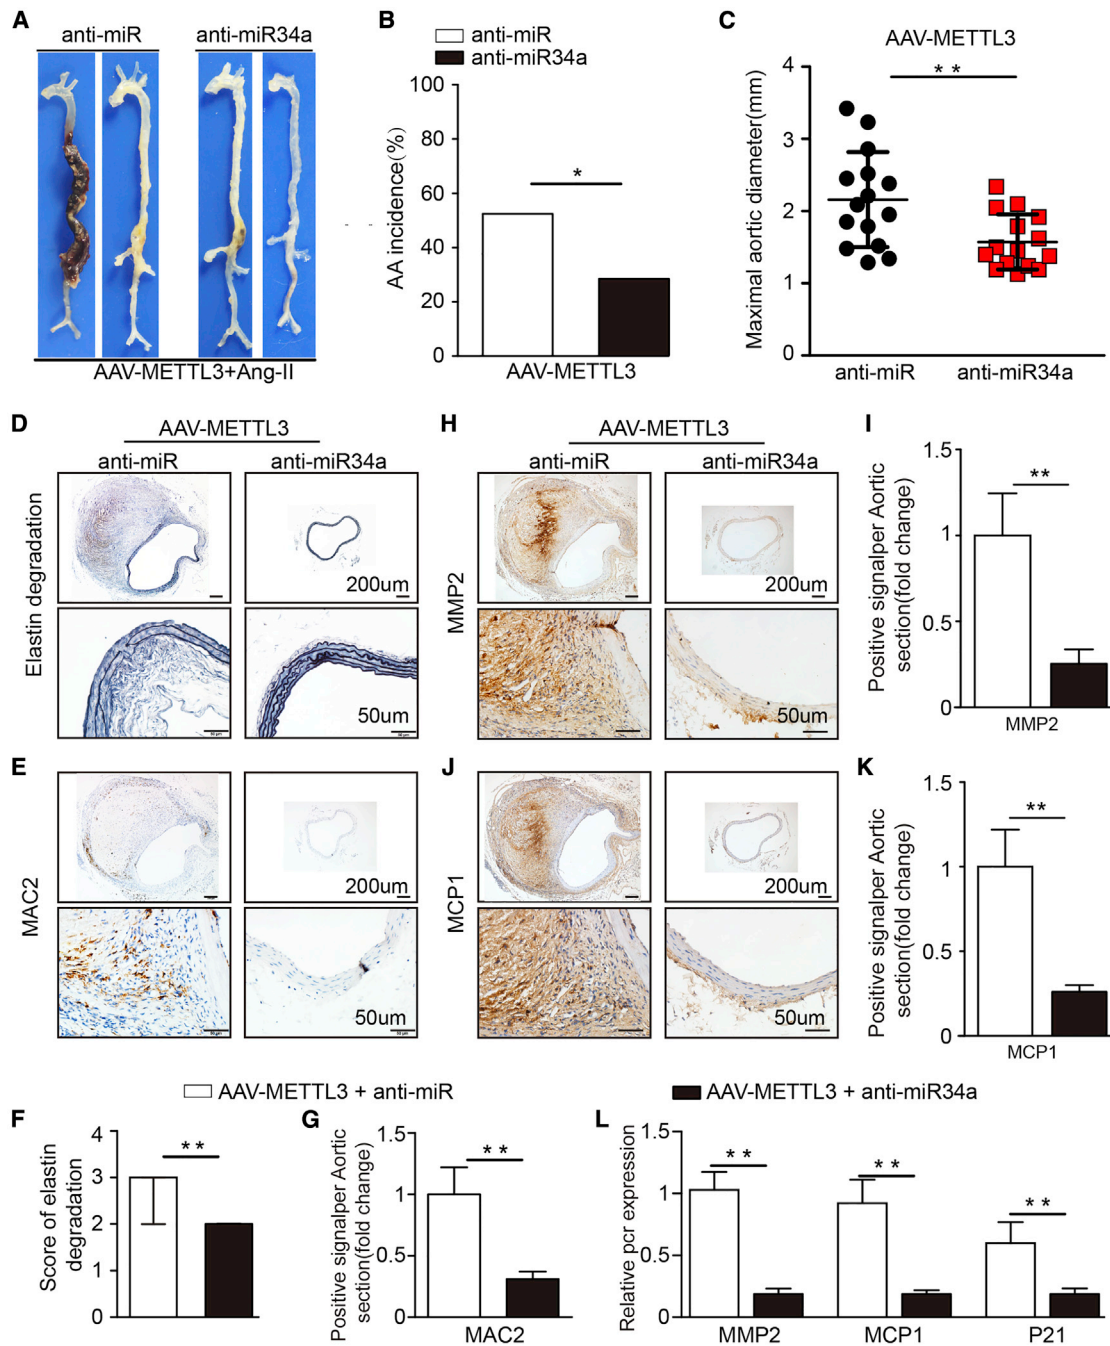 A
anti-miR
anti-miR34a
AAV-METTL3+Ang-II
B
anti-miR
anti-miR34a
AA incidence(%)
100
80
60
40
20
0
*
AAV-METTL3
C
AAV-METTL3
Maximal aortic diameter(mm)
4
3
2
1
0
**
anti-miR
anti-miR34a
D
AAV-METTL3
anti-miR
anti-miR34a
Elastin degradation
200um
50um
E
MAC2
200um
50um
H
AAV-METTL3
anti-miR
anti-miR34a
MMP2
200um
50um
J
MCP1
200um
50um
I
Positive signalper Aortic
section(fold change)
1.5
1
0.5
0
**
MMP2
K
Positive signalper Aortic
section(fold change)
1.5
1
0.5
0
**
MCP1
AAV-METTL3 + anti-miR
AAV-METTL3 + anti-miR34a
F
Score of elastin
degradation
4
3
2
1
0
**
G
Positive signalper Aortic
section(fold change)
1.5
1
0.5
0
**
MAC2
L
Relative pcr expression
1.5
1
0.5
0
**
**
**
MMP2
MCP1
P21